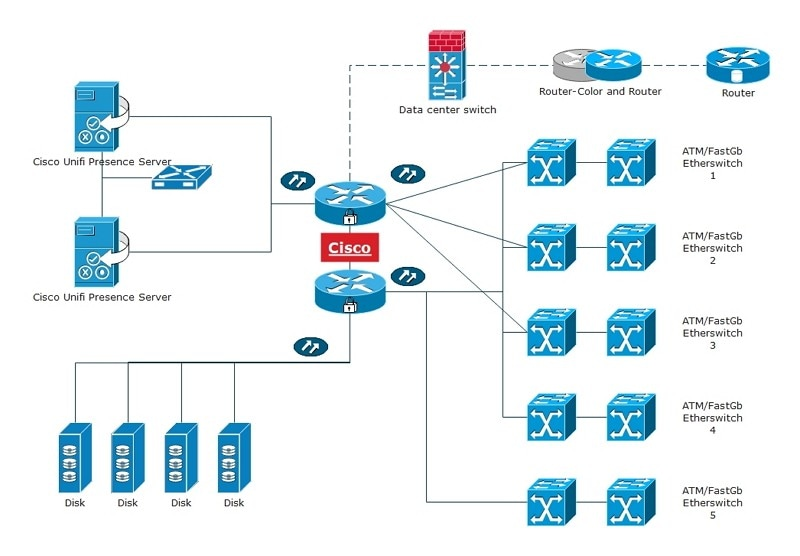 Data center switch
Router-Color and Router
Router
Cisco Unifi Presence Server
Cisco Unifi Presence Server
Cisco
ATM/FastGb
Etherswitch
1
ATM/FastGb
Etherswitch
2
ATM/FastGb
Etherswitch
3
ATM/FastGb
Etherswitch
4
ATM/FastGb
Etherswitch
5
Disk
Disk
Disk
Disk